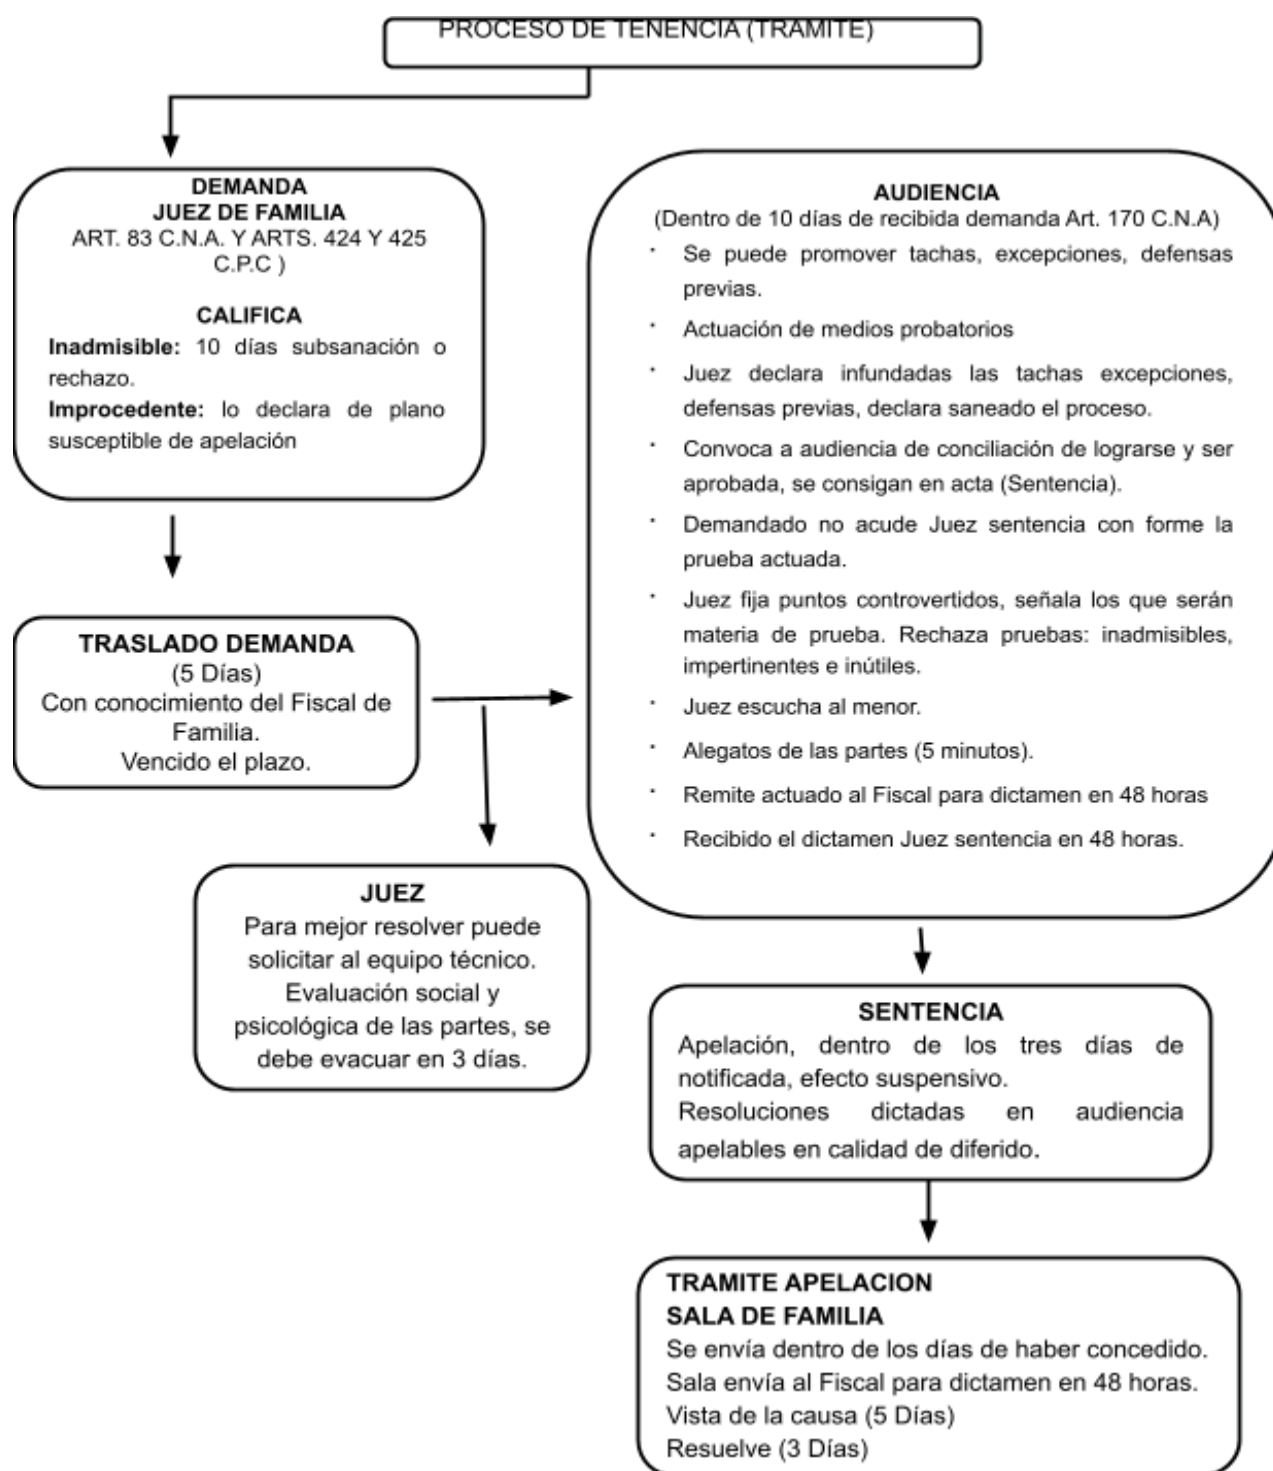 PROCESO DE TENENCIA (TRAMITE)
DEMANDA
JUEZ DE FAMILIA
ART. 83 C.N.A. Y ARTS. 424 Y 425
C.P.C )
CALIFICA
Inadmisible: 10 días subsanación o
rechazo.
Improcedente: lo declara de plano
susceptible de apelación
TRASLADO DEMANDA
(5 Días)
Con conocimiento del Fiscal de
Familia.
Vencido el plazo.
JUEZ
Para mejor resolver puede
solicitar al equipo técnico.
Evaluación social y
psicológica de las partes, se
debe evacuar en 3 días.
AUDIENCIA
(Dentro de 10 días de recibida demanda Art. 170 C.N.A)
· Se puede promover tachas, excepciones, defensas
previas.
· Actuación de medios probatorios
· Juez declara infundadas las tachas excepciones,
defensas previas, declara saneado el proceso.
· Convoca a audiencia de conciliación de lograrse y ser
aprobada, se consigan en acta (Sentencia).
· Demandado no acude Juez sentencia con forme la
prueba actuada.
· Juez fija puntos controvertidos, señala los que serán
materia de prueba. Rechaza pruebas: inadmisibles,
impertinentes e inútiles.
· Juez escucha al menor.
· Alegatos de las partes (5 minutos).
· Remite actuado al Fiscal para dictamen en 48 horas
· Recibido el dictamen Juez sentencia en 48 horas.
SENTENCIA
Apelación, dentro de los tres días de
notificada, efecto suspensivo.
Resoluciones dictadas en audiencia
apelables en calidad de diferido.
TRAMITE APELACION
SALA DE FAMILIA
Se envía dentro de los días de haber concedido.
Sala envía al Fiscal para dictamen en 48 horas.
Vista de la causa (5 Días)
Resuelve (3 Días)